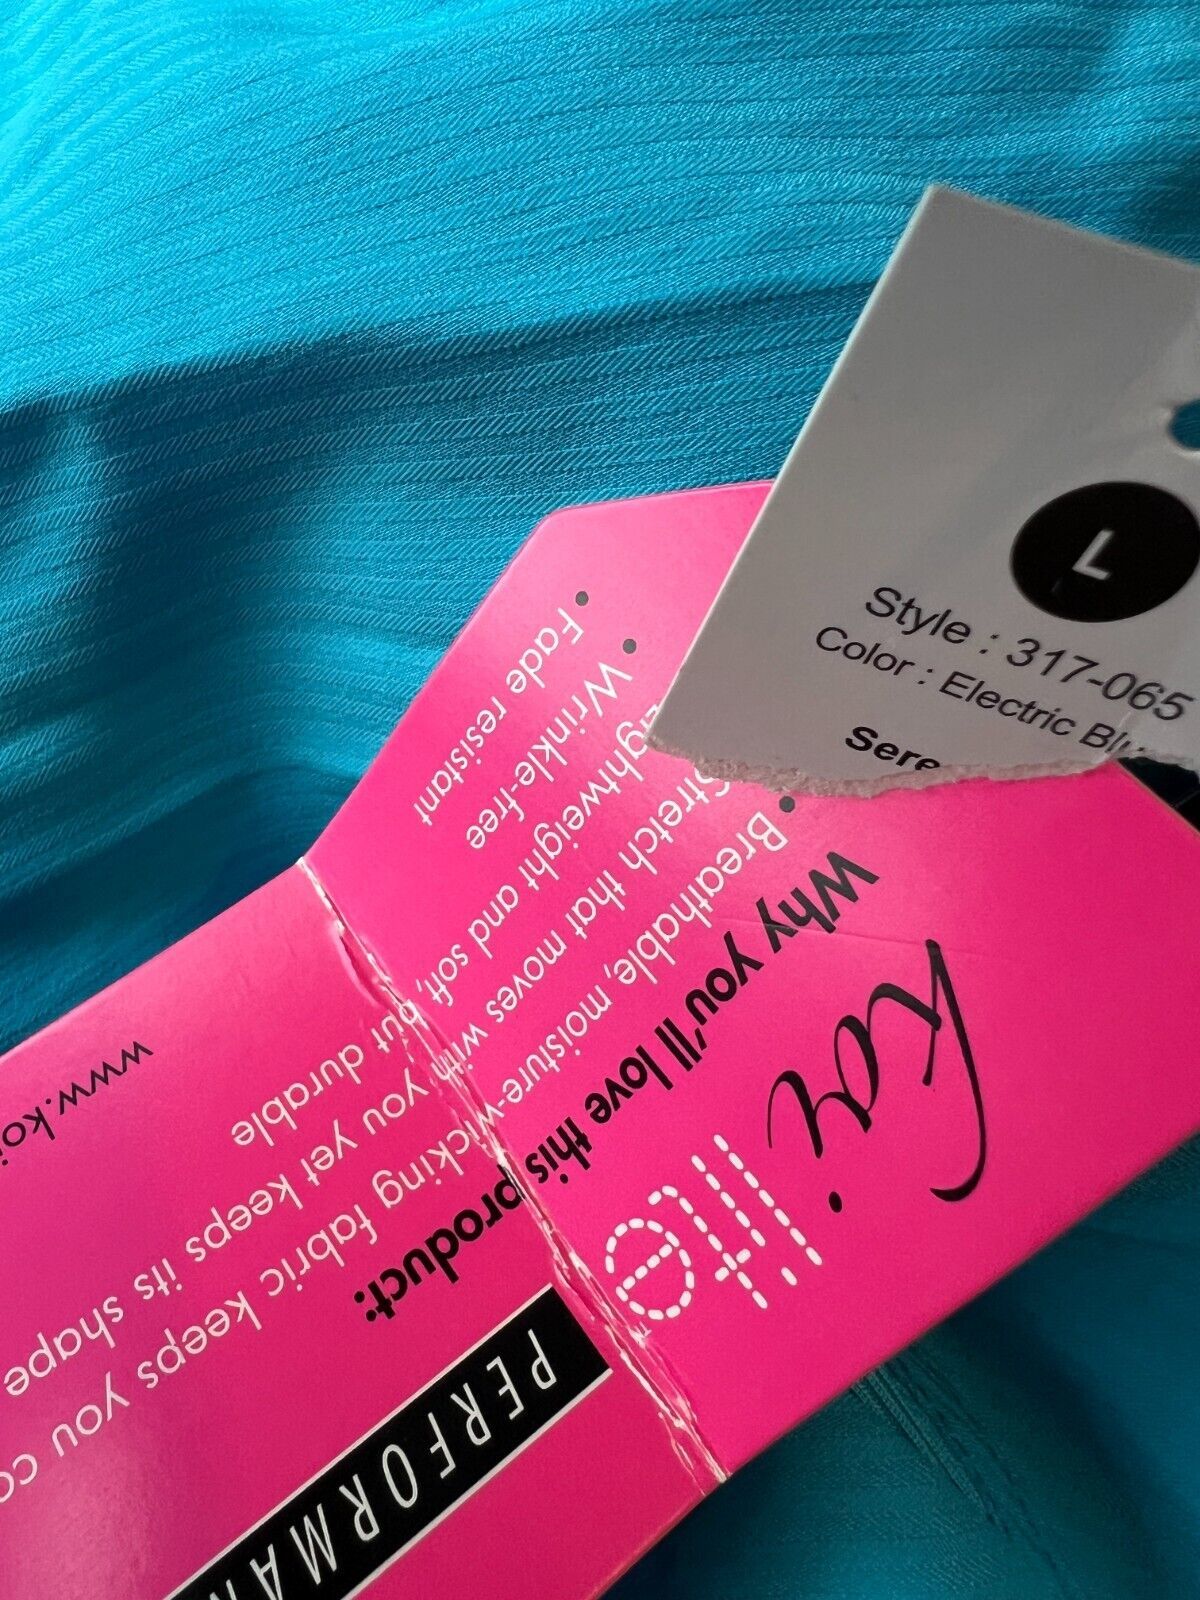 L
Style : 317-065
Color : Electric Blu
Sere
koi
lite
PERFORMAN
Why you'll love this product:
• Breathable, moisture-wicking fabric keeps you co
Stretch that moves with you yet keeps its shape
Lightweight and soft, but durable
• Wrinkle-free
• Fade resistant
www.koi